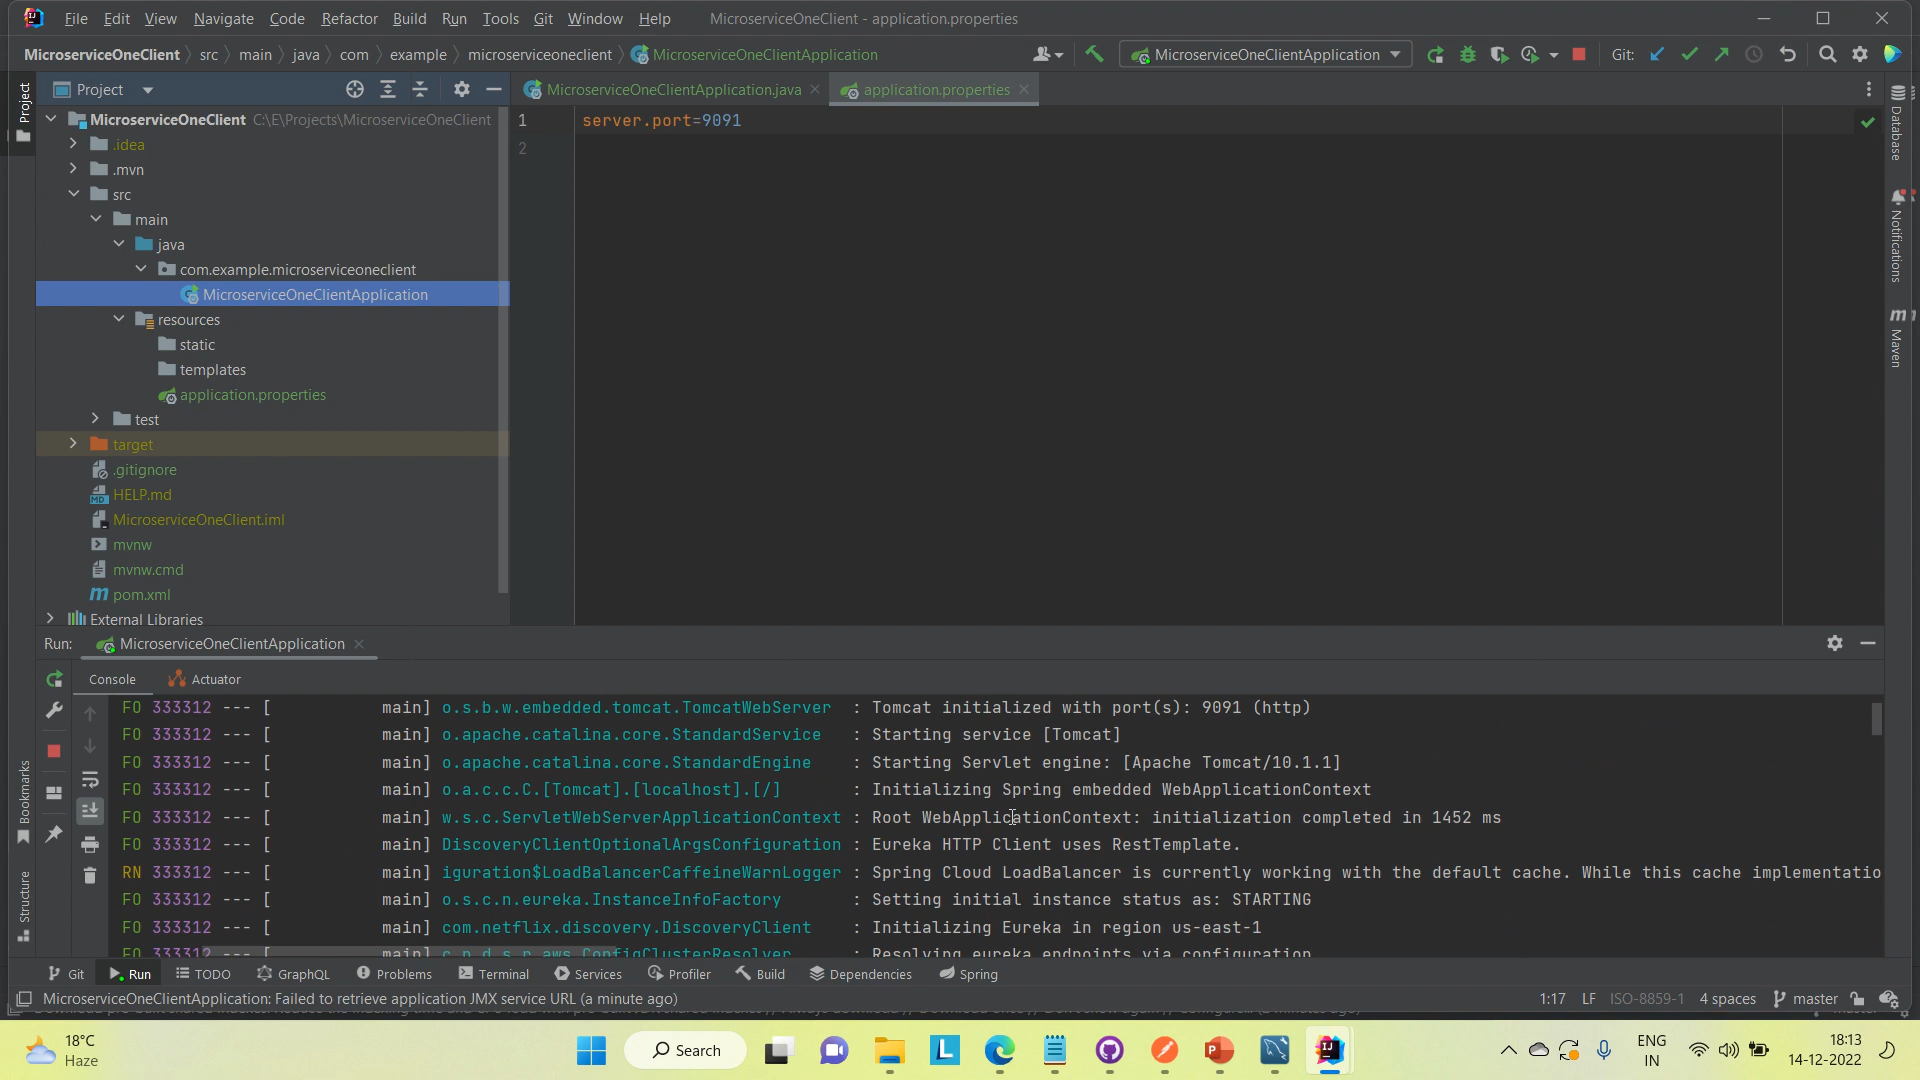 File Edit View Navigate Code Refactor Build Run Tools Git Window Help MicroserviceOneClient - application.properties
MicroserviceOneClient src main java com example microserviceoneclient MicroserviceOneClientApplication MicroserviceOneClientApplication Git:
Project
Project
MicroserviceOneClientApplication.java application.properties
MicroserviceOneClient C:\E\Projects\MicroserviceOneClient
.idea
.mvn
src
main
java
com.example.microserviceoneclient
MicroserviceOneClientApplication
resources
static
templates
application.properties
test
target
.gitignore
HELP.md
MicroserviceOneClient.iml
mvnw
mvnw.cmd
pom.xml
External Libraries
1 server.port=9091
2
Database
Notifications
Maven
Run: MicroserviceOneClientApplication
Console Actuator
FO 333312 --- [ main] o.s.b.w.embedded.tomcat.TomcatWebServer : Tomcat initialized with port(s): 9091 (http)
FO 333312 --- [ main] o.apache.catalina.core.StandardService : Starting service [Tomcat]
FO 333312 --- [ main] o.apache.catalina.core.StandardEngine : Starting Servlet engine: [Apache Tomcat/10.1.1]
FO 333312 --- [ main] o.a.c.c.C.[Tomcat].[localhost].[/] : Initializing Spring embedded WebApplicationContext
FO 333312 --- [ main] w.s.c.ServletWebServerApplicationContext : Root WebApplicationContext: initialization completed in 1452 ms
FO 333312 --- [ main] DiscoveryClientOptionalArgsConfiguration : Eureka HTTP Client uses RestTemplate.
RN 333312 --- [ main] iguration$LoadBalancerCaffeineWarnLogger : Spring Cloud LoadBalancer is currently working with the default cache. While this cache implementatio
FO 333312 --- [ main] o.s.c.n.eureka.InstanceInfoFactory : Setting initial instance status as: STARTING
FO 333312 --- [ main] com.netflix.discovery.DiscoveryClient : Initializing Eureka in region us-east-1
FO 333312 --- [ main] c.n.d.s.r.aws.ConfigClusterResolver : Resolving eureka endpoints via configuration
Bookmarks
Structure
Git Run TODO GraphQL Problems Terminal Services Profiler Build Dependencies Spring
MicroserviceOneClientApplication: Failed to retrieve application JMX service URL (a minute ago) 1:17 LF ISO-8859-1 4 spaces master
18°C
Haze
Search
ENG
IN
18:13
14-12-2022